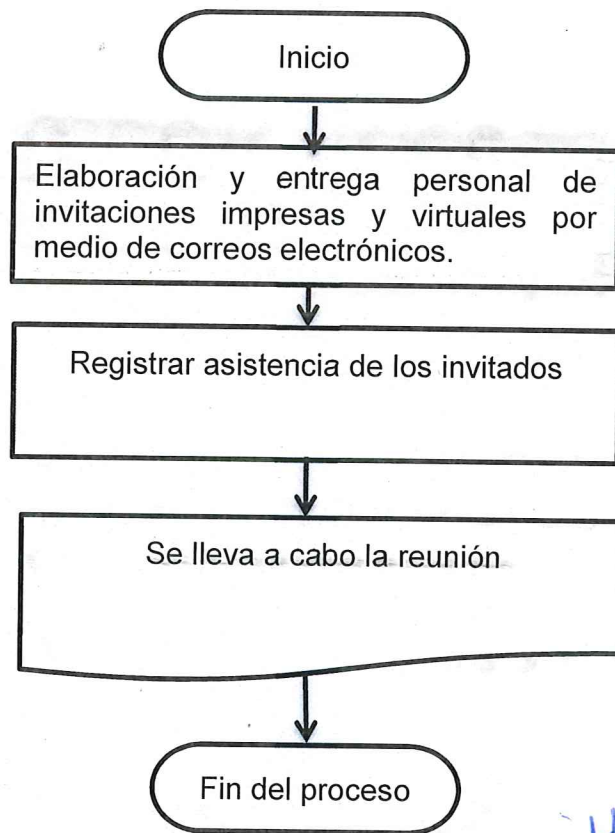 Inicio
Elaboración y entrega personal de
invitaciones impresas y virtuales por
medio de correos electrónicos.
Registrar asistencia de los invitados
Se lleva a cabo la reunión
Fin del proceso